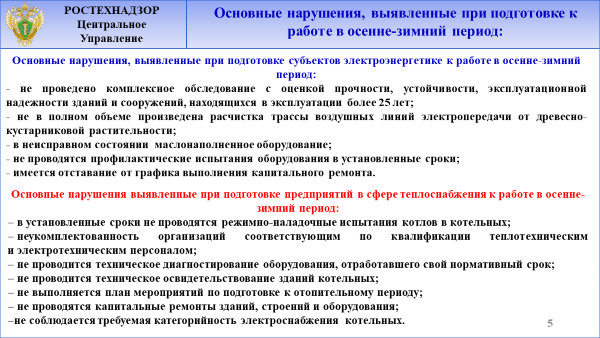 РОСТЕХНАДЗОР
Центральное
Управление
Основные нарушения, выявленные при подготовке к
работе в осенне-зимний период:
Основные нарушения, выявленные при подготовке субъектов электроэнергетике к работе в осенне-зимний
период:
- не проведено комплексное обследование с оценкой прочности, устойчивости, эксплуатационной
надежности зданий и сооружений, находящихся в эксплуатации более 25 лет;
- не в полном объеме произведена расчистка трассы воздушных линий электропередачи от древесно-
кустарниковой растительности;
- в неисправном состоянии маслонаполненное оборудование;
- не проводятся профилактические испытания оборудования в установленные сроки;
- имеется отставание от графика выполнения капитального ремонта.
Основные нарушения выявленные при подготовке предприятий в сфере теплоснабжения к работе в осенне-
зимний период:
– в установленные сроки не проводятся режимно-наладочные испытания котлов в котельных;
– неукомплектованность организаций соответствующим по квалификации теплотехническим
и электротехническим персоналом;
– не проводится техническое диагностирование оборудования, отработавшего свой нормативный срок;
– не проводится техническое освидетельствование зданий котельных;
– не выполняется план мероприятий по подготовке к отопительному периоду;
– не проводятся капитальные ремонты зданий, строений и оборудования;
–не соблюдается требуемая категорийность электроснабжения котельных.
5